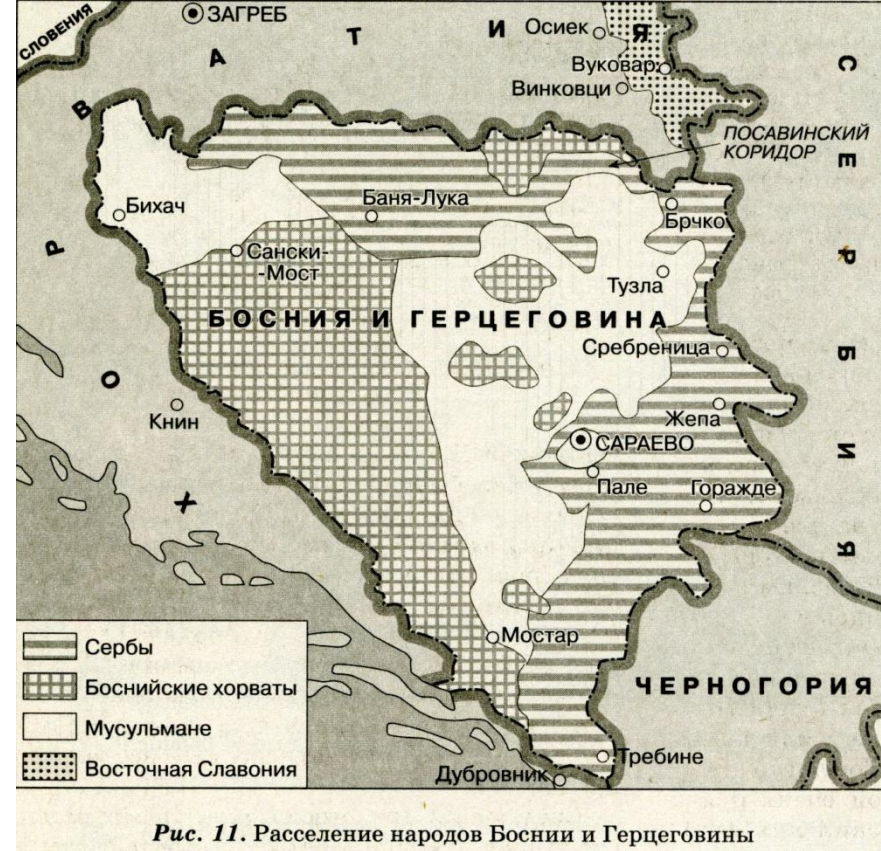 СЛОВЕНИЯ
ЗАГРЕБ
ХОРВАТИЯ
Осиек
Вуковар
Винковци
СЕРБИЯ
ПОСАВИНСКИЙ
КОРИДОР
Бихач
Баня-Лука
Брчко
Сански-
-Мост
Тузла
БОСНИЯ И ГЕРЦЕГОВИНА
Сребреница
Книн
Жепа
САРАЕВО
Пале
Горажде
Мостар
ЧЕРНОГОРИЯ
Требине
Дубровник
Сербы
Боснийские хорваты
Мусульмане
Восточная Славония
Рис. 11. Расселение народов Боснии и Герцеговины